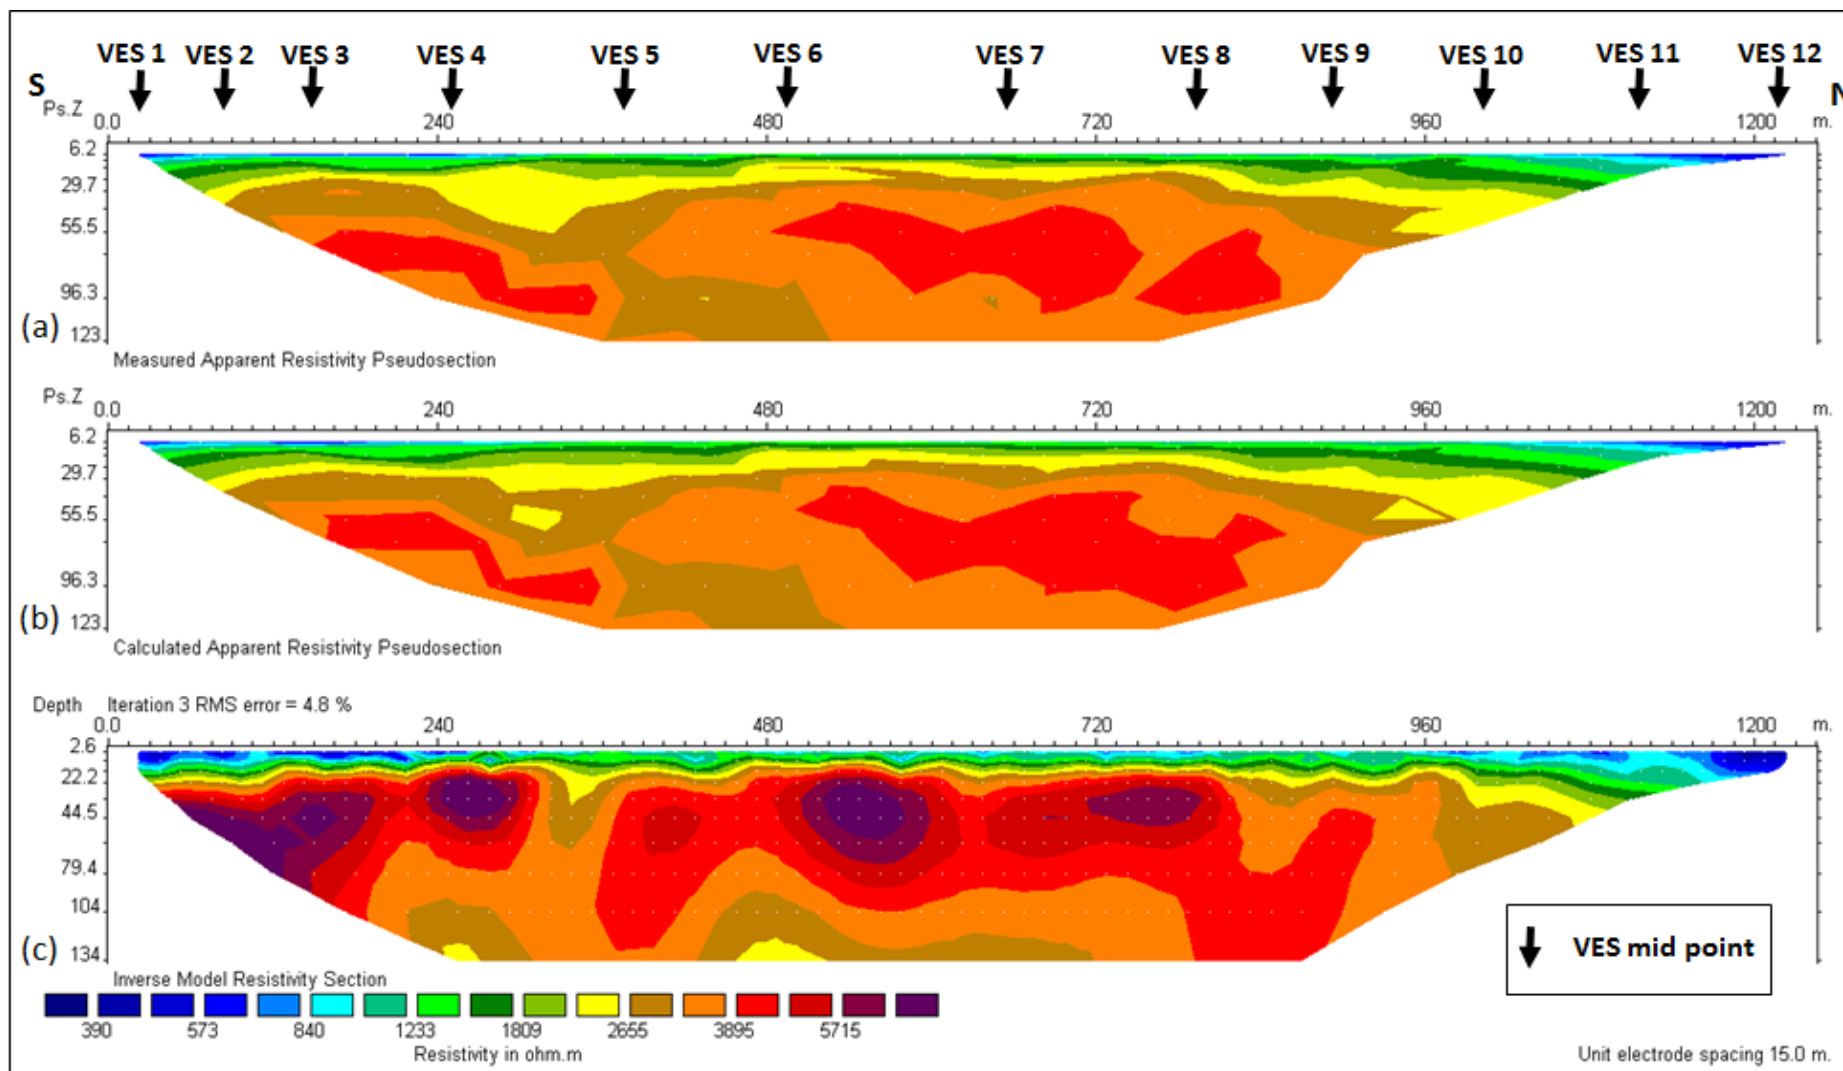 VES 1 VES 2 VES 3 VES 4 VES 5 VES 6 VES 7 VES 8 VES 9 VES 10 VES 11 VES 12
S N
Ps.Z 0.0 240 480 720 960 1200 m.
6.2
29.7
55.5
96.3
(a)
123
Measured Apparent Resistivity Pseudosection
Ps.Z 0.0 240 480 720 960 1200 m.
6.2
29.7
55.5
96.3
(b)
123
Calculated Apparent Resistivity Pseudosection
Depth Iteration 3 RMS error = 4.8 %
0.0 240 480 720 960 1200 m.
2.6
22.2
44.5
79.4
104
(c)
134
VES mid point
Inverse Model Resistivity Section
390 573 840 1233 1809 2655 3895 5715
Resistivity in ohm.m
Unit electrode spacing 15.0 m.